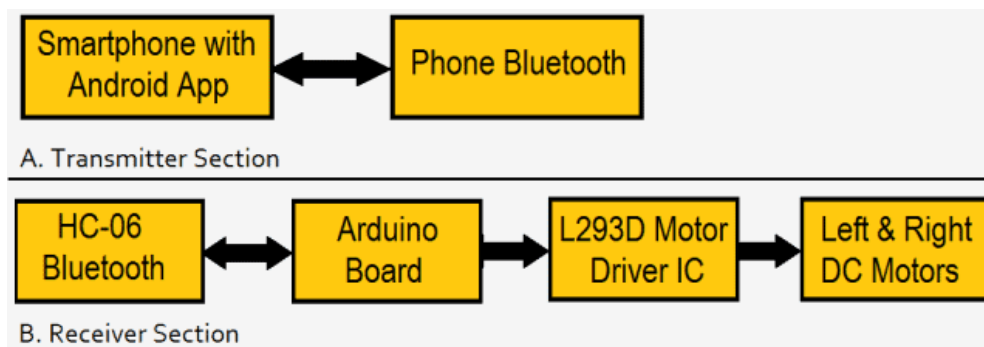 Smartphone with
Android App
Phone Bluetooth
A. Transmitter Section
HC-06
Bluetooth
Arduino
Board
L293D Motor
Driver IC
Left & Right
DC Motors
B. Receiver Section